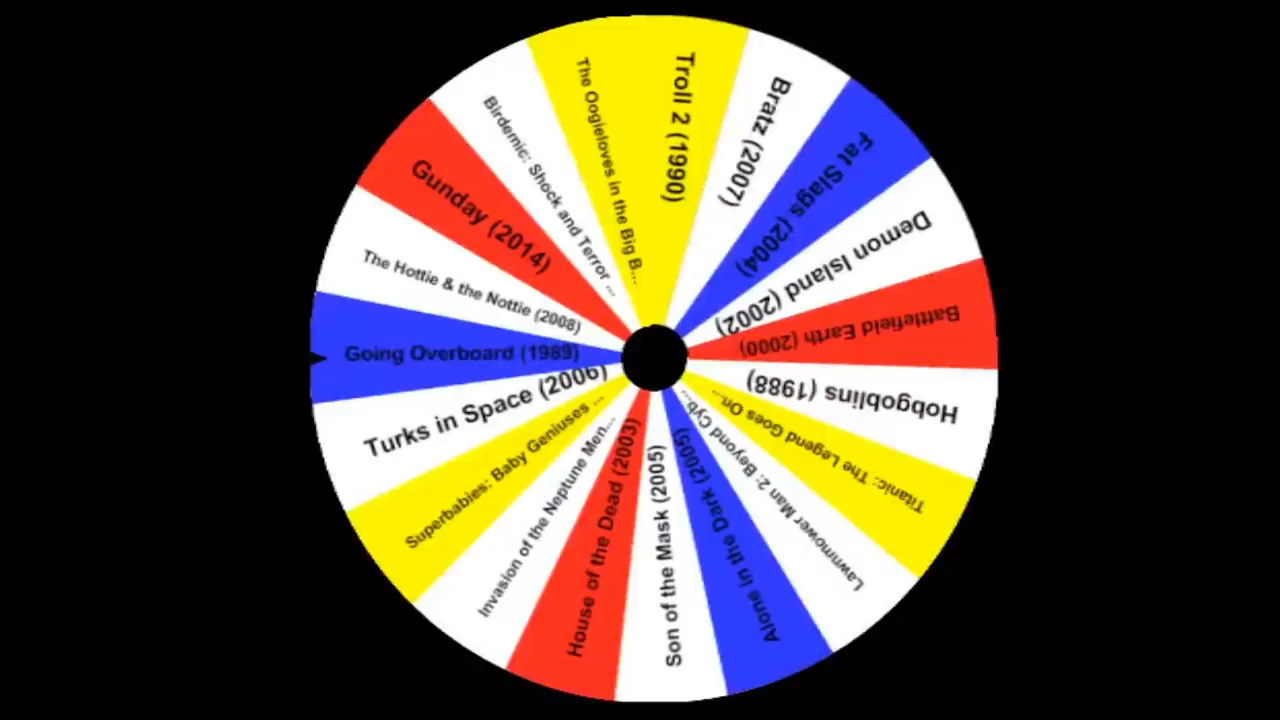 The Oogieloves in the Big B...
Troll 2 (1990)
Bratz (2007)
Fat Slags (2004)
Demon Island (2002)
Battlefield Earth (2000)
Hobgoblins (1988)
Titanic: The Legend Goes On...
Lawnmower Man 2: Beyond Cyb...
Alone in the Dark (2005)
Son of the Mask (2005)
House of the Dead (2003)
Invasion of the Neptune Men...
Superbabies: Baby Geniuses ...
Turks in Space (2006)
Going Overboard (1989)
The Hottie & the Nottie (2008)
Gunday (2014)
Birdemic: Shock and Terror ...